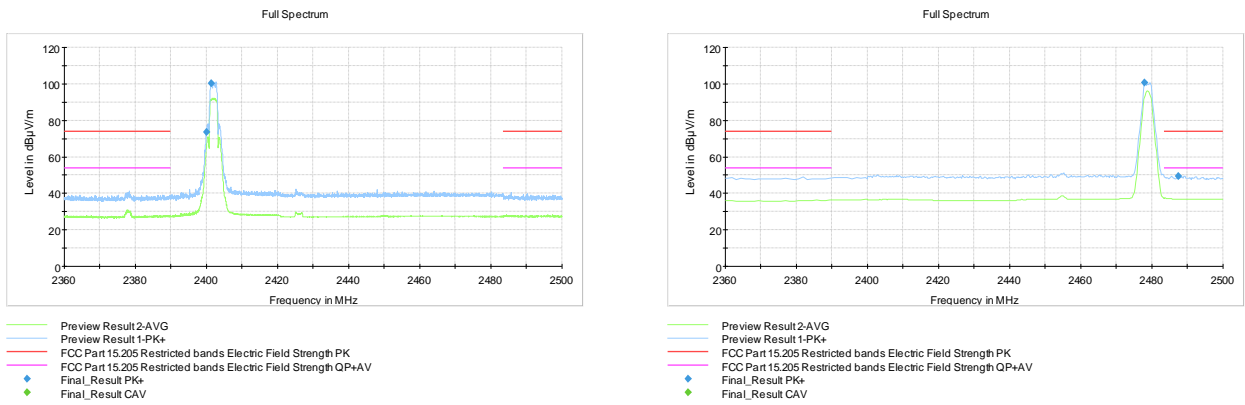 Full Spectrum
Level in dBµV/m
120
100
80
60
40
20
0
2360 2380 2400 2420 2440 2460 2480 2500
Frequency in MHz
Preview Result 2-AVG
Preview Result 1-PK+
FCC Part 15.205 Restricted bands Electric Field Strength PK
FCC Part 15.205 Restricted bands Electric Field Strength QP+AV
Final_Result PK+
Final_Result CAV
Full Spectrum
Level in dBµV/m
120
100
80
60
40
20
0
2360 2380 2400 2420 2440 2460 2480 2500
Frequency in MHz
Preview Result 2-AVG
Preview Result 1-PK+
FCC Part 15.205 Restricted bands Electric Field Strength PK
FCC Part 15.205 Restricted bands Electric Field Strength QP+AV
Final_Result PK+
Final_Result CAV